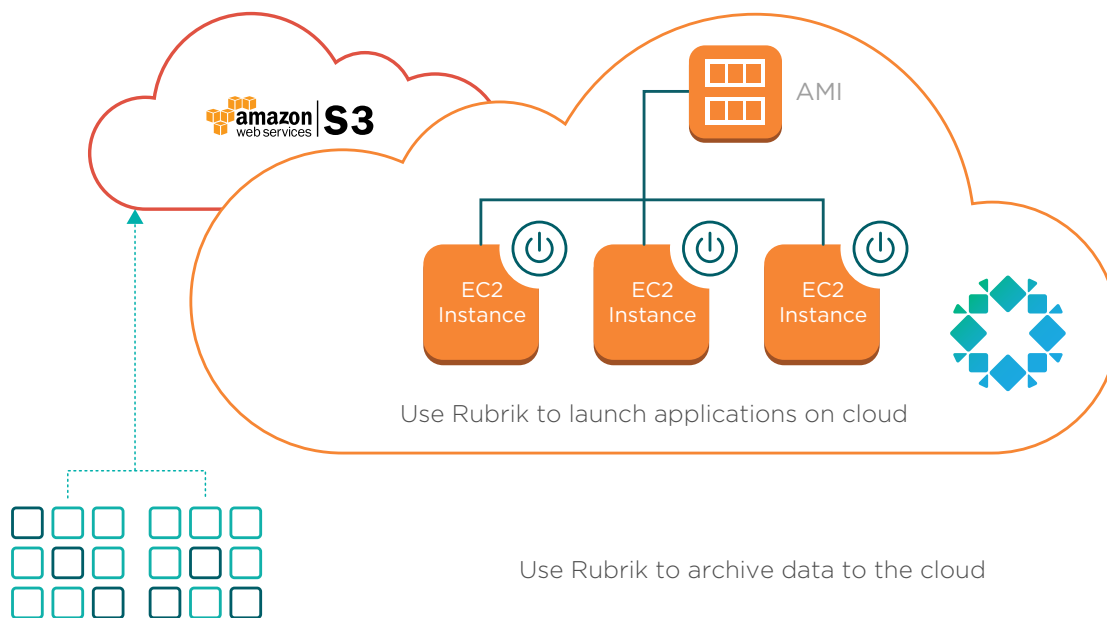 AMI
amazon
web services
S3
EC2
Instance
EC2
Instance
EC2
Instance
Use Rubrik to launch applications on cloud
Use Rubrik to archive data to the cloud